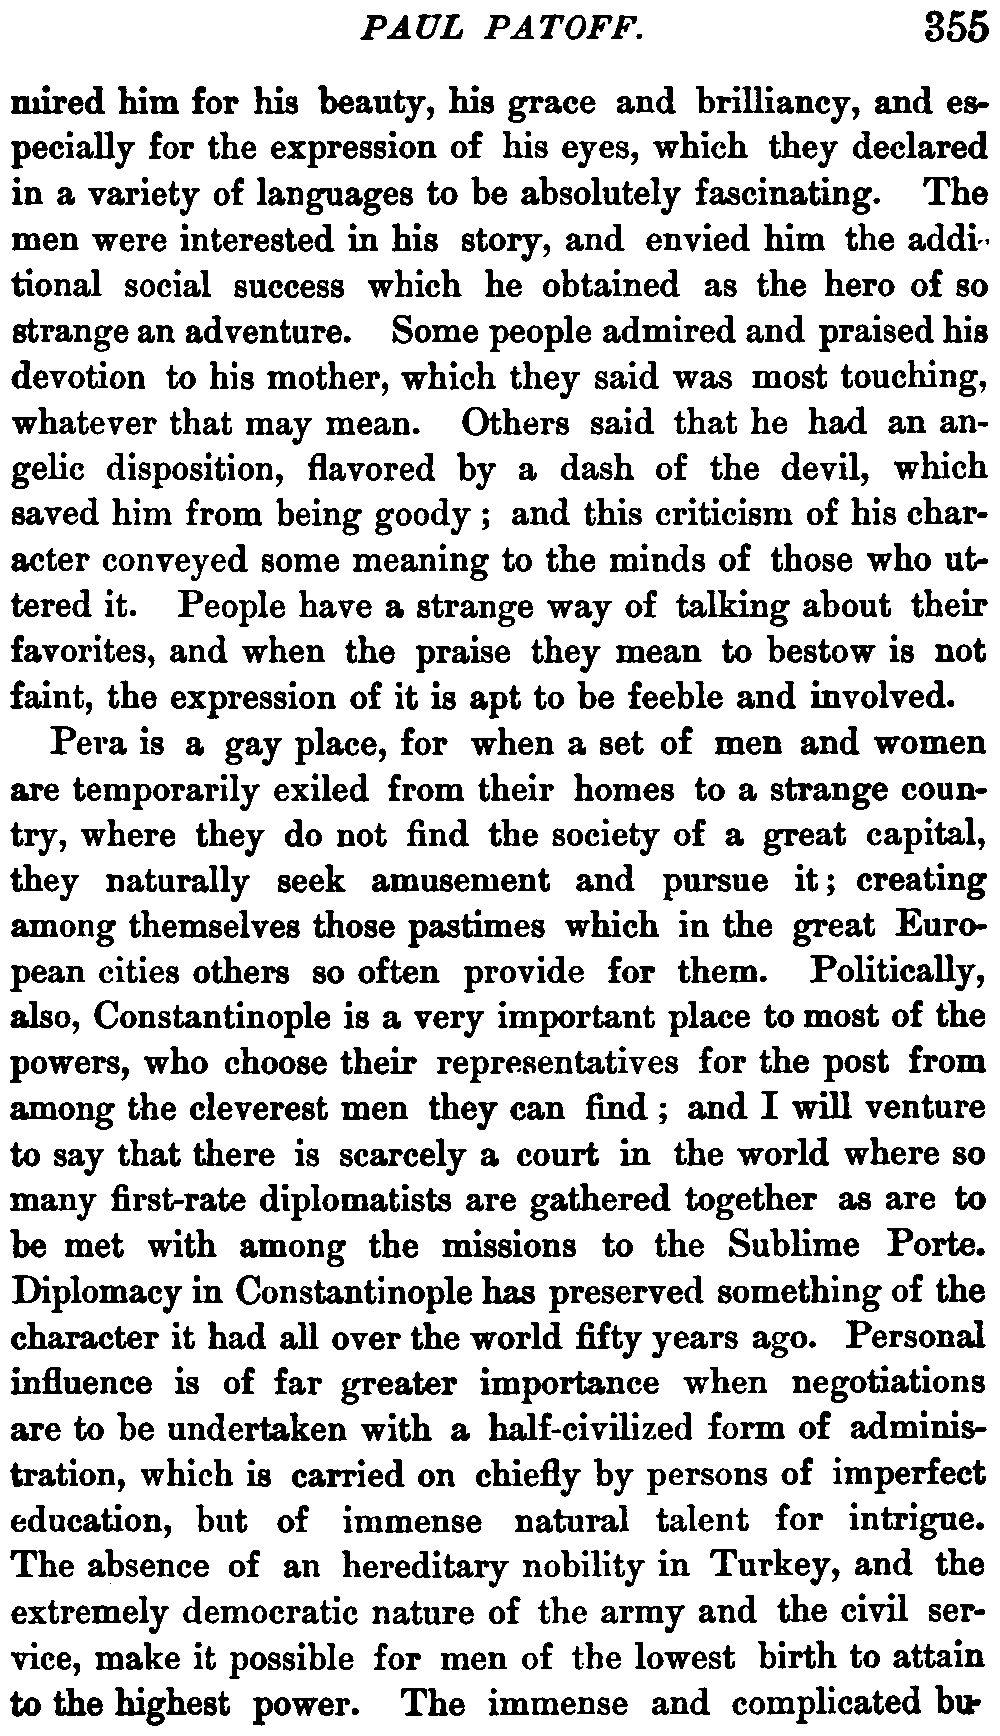 PAUL PATOFF. 355
mired him for his beauty, his grace and brilliancy, and es-
pecially for the expression of his eyes, which they declared
in a variety of languages to be absolutely fascinating. The
men were interested in his story, and envied him the addi-
tional social success which he obtained as the hero of so
strange an adventure. Some people admired and praised his
devotion to his mother, which they said was most touching,
whatever that may mean. Others said that he had an an-
gelic disposition, flavored by a dash of the devil, which
saved him from being goody ; and this criticism of his char-
acter conveyed some meaning to the minds of those who ut-
tered it. People have a strange way of talking about their
favorites, and when the praise they mean to bestow is not
faint, the expression of it is apt to be feeble and involved.
Pera is a gay place, for when a set of men and women
are temporarily exiled from their homes to a strange coun-
try, where they do not find the society of a great capital,
they naturally seek amusement and pursue it ; creating
among themselves those pastimes which in the great Euro-
pean cities others so often provide for them. Politically,
also, Constantinople is a very important place to most of the
powers, who choose their representatives for the post from
among the cleverest men they can find ; and I will venture
to say that there is scarcely a court in the world where so
many first-rate diplomatists are gathered together as are to
be met with among the missions to the Sublime Porte.
Diplomacy in Constantinople has preserved something of the
character it had all over the world fifty years ago. Personal
influence is of far greater importance when negotiations
are to be undertaken with a half-civilized form of adminis-
tration, which is carried on chiefly by persons of imperfect
education, but of immense natural talent for intrigue.
The absence of an hereditary nobility in Turkey, and the
extremely democratic nature of the army and the civil ser-
vice, make it possible for men of the lowest birth to attain
to the highest power. The immense and complicated bu-